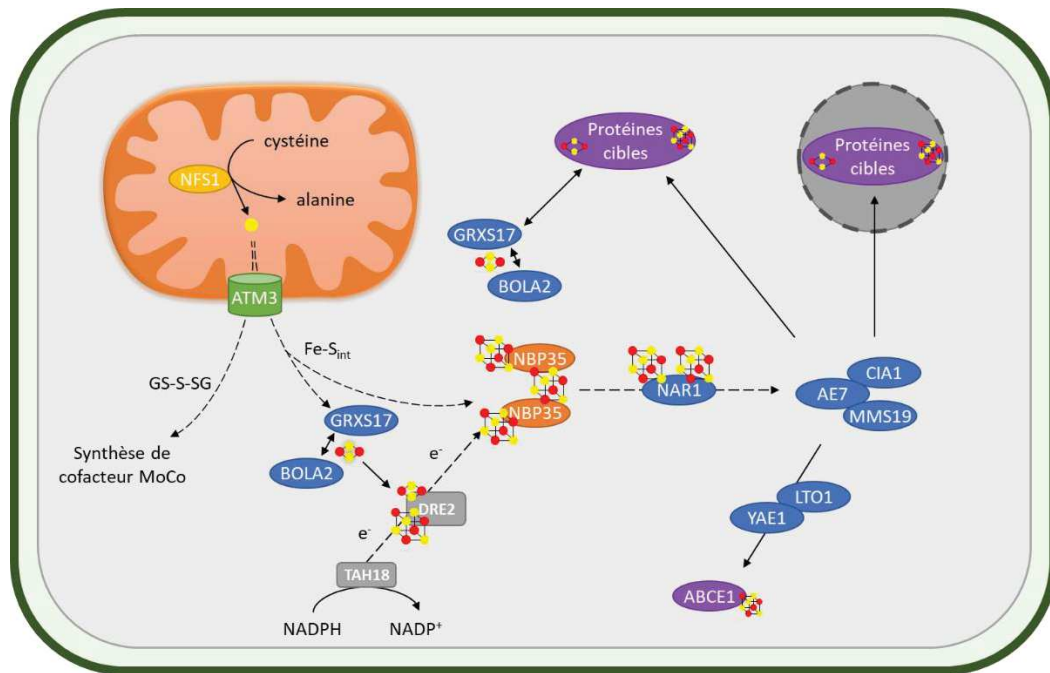 cystéine
NFS1
alanine
ATM3
Protéines
cibles
Protéines
cibles
GRXS17
BOLA2
Fe-Sint
GS-S-SG
NBP35
NBP35
NAR1
CIA1
AE7
MMS19
GRXS17
BOLA2
Synthèse de
cofacteur MoCo
e-
DRE2
e-
TAH18
NADPH
NADP+
LTO1
YAE1
ABCE1